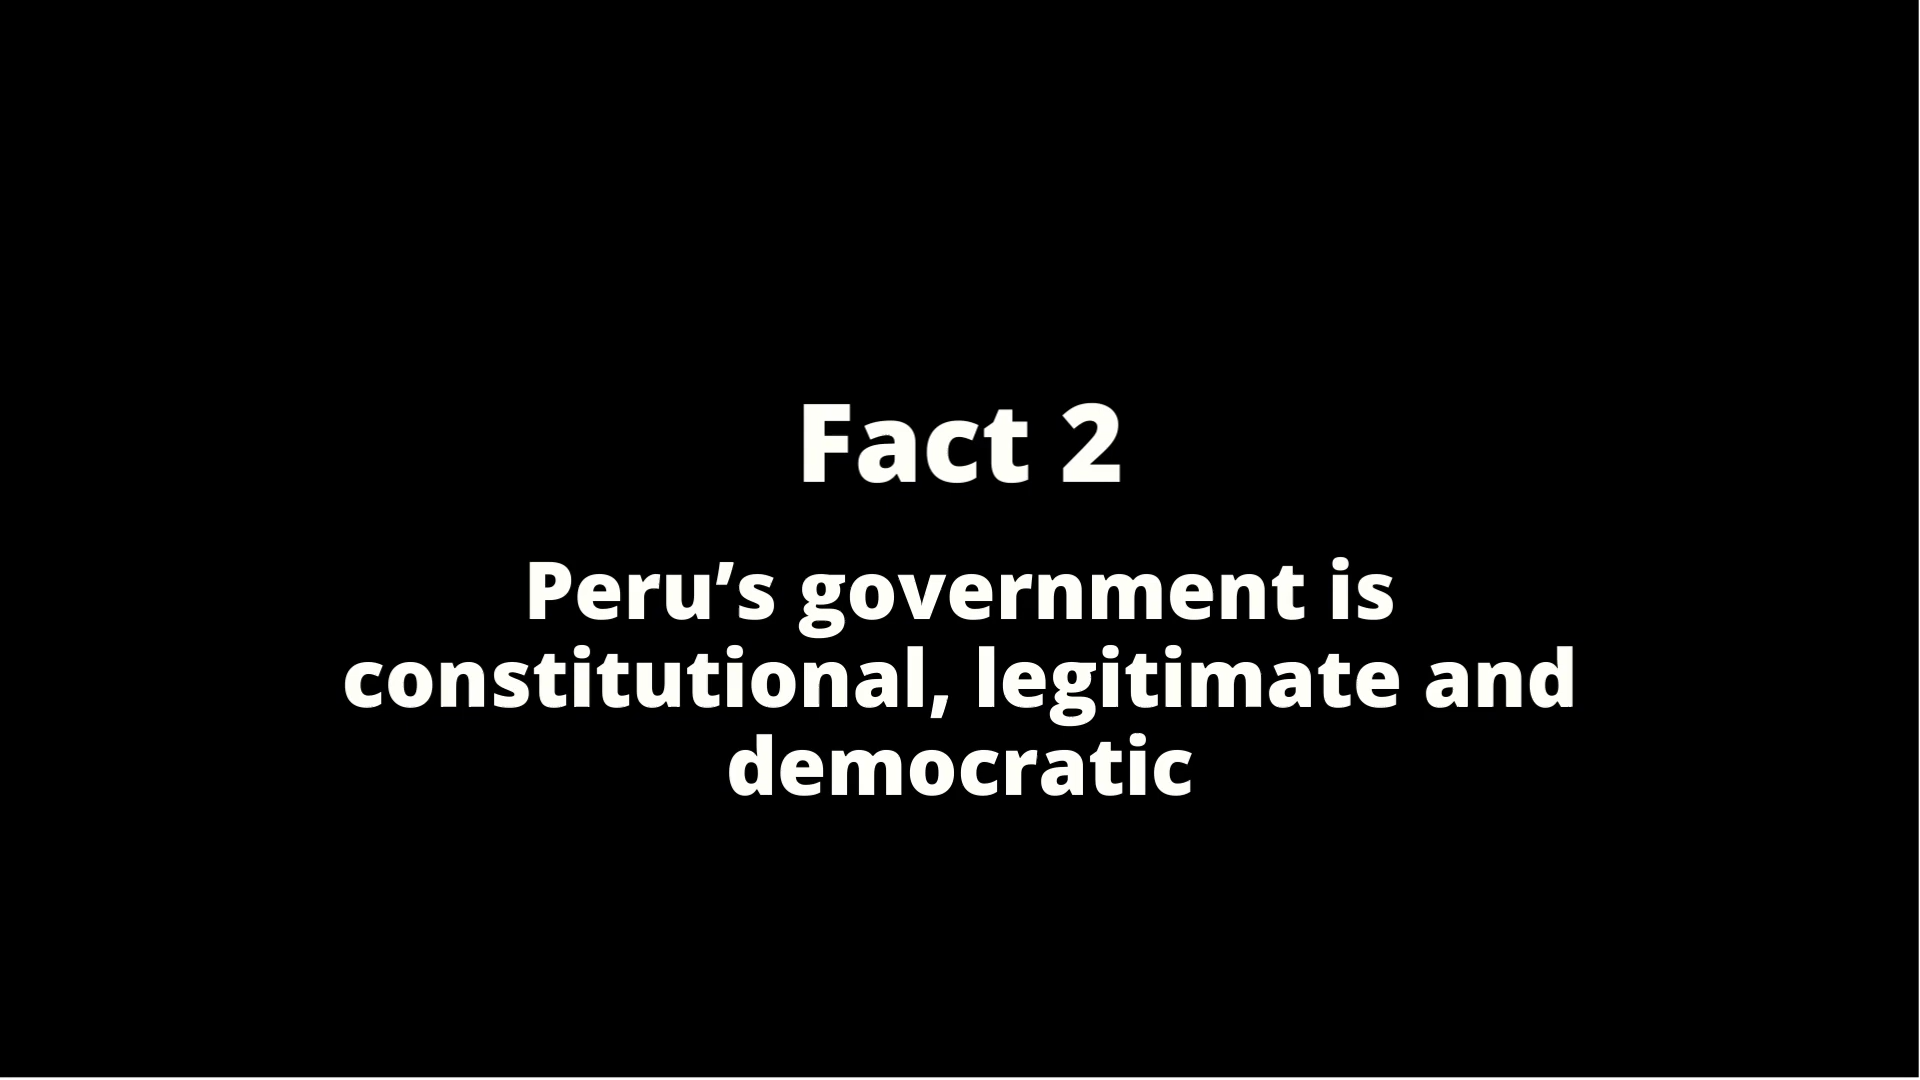 Fact 2
Peru’s government is
constitutional, legitimate and
democratic